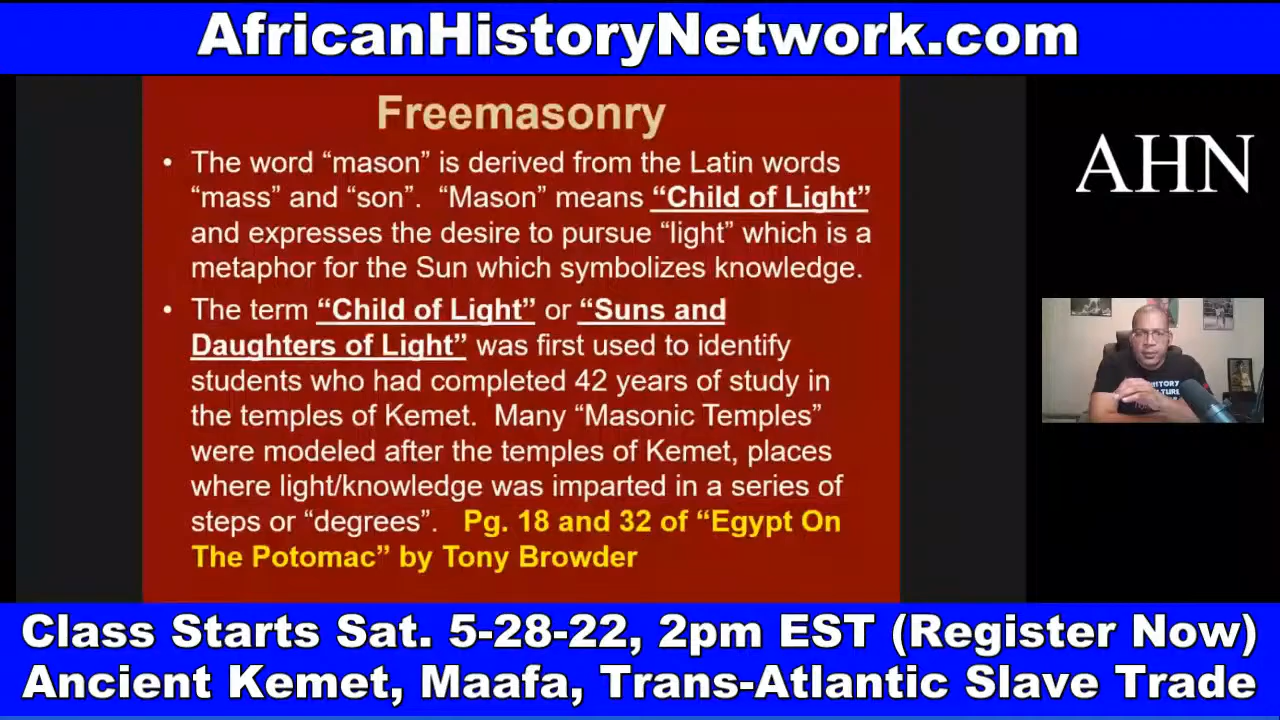 AfricanHistoryNetwork.com
Freemasonry
• The word “mason” is derived from the Latin words
“mass” and “son”.  “Mason” means “Child of Light”
and expresses the desire to pursue “light” which is a
metaphor for the Sun which symbolizes knowledge.
• The term “Child of Light” or “Suns and
Daughters of Light” was first used to identify
students who had completed 42 years of study in
the temples of Kemet.  Many “Masonic Temples”
were modeled after the temples of Kemet, places
where light/knowledge was imparted in a series of
steps or “degrees”.   Pg. 18 and 32 of “Egypt On
The Potomac” by Tony Browder
AHN
Class Starts Sat. 5-28-22, 2pm EST (Register Now)
Ancient Kemet, Maafa, Trans-Atlantic Slave Trade